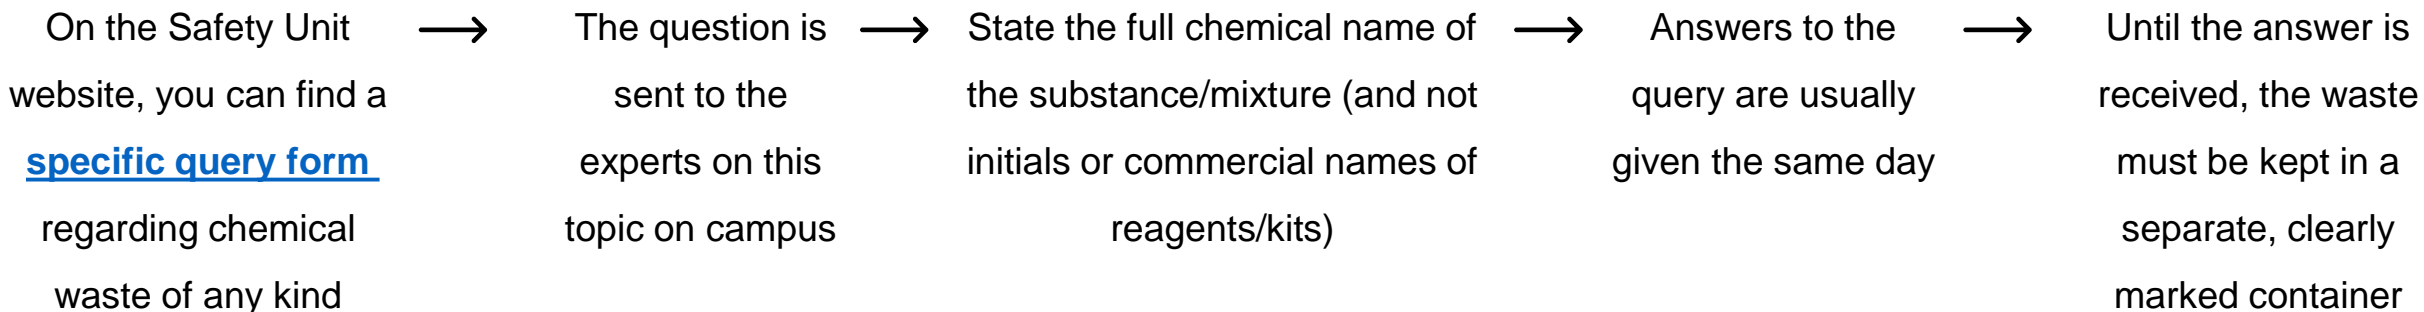 On the Safety Unit
website, you can find a
specific query form
regarding chemical
waste of any kind
The question is
sent to the
experts on this
topic on campus
State the full chemical name of
the substance/mixture (and not
initials or commercial names of
reagents/kits)
Answers to the
query are usually
given the same day
Until the answer is
received, the waste
must be kept in a
separate, clearly
marked container